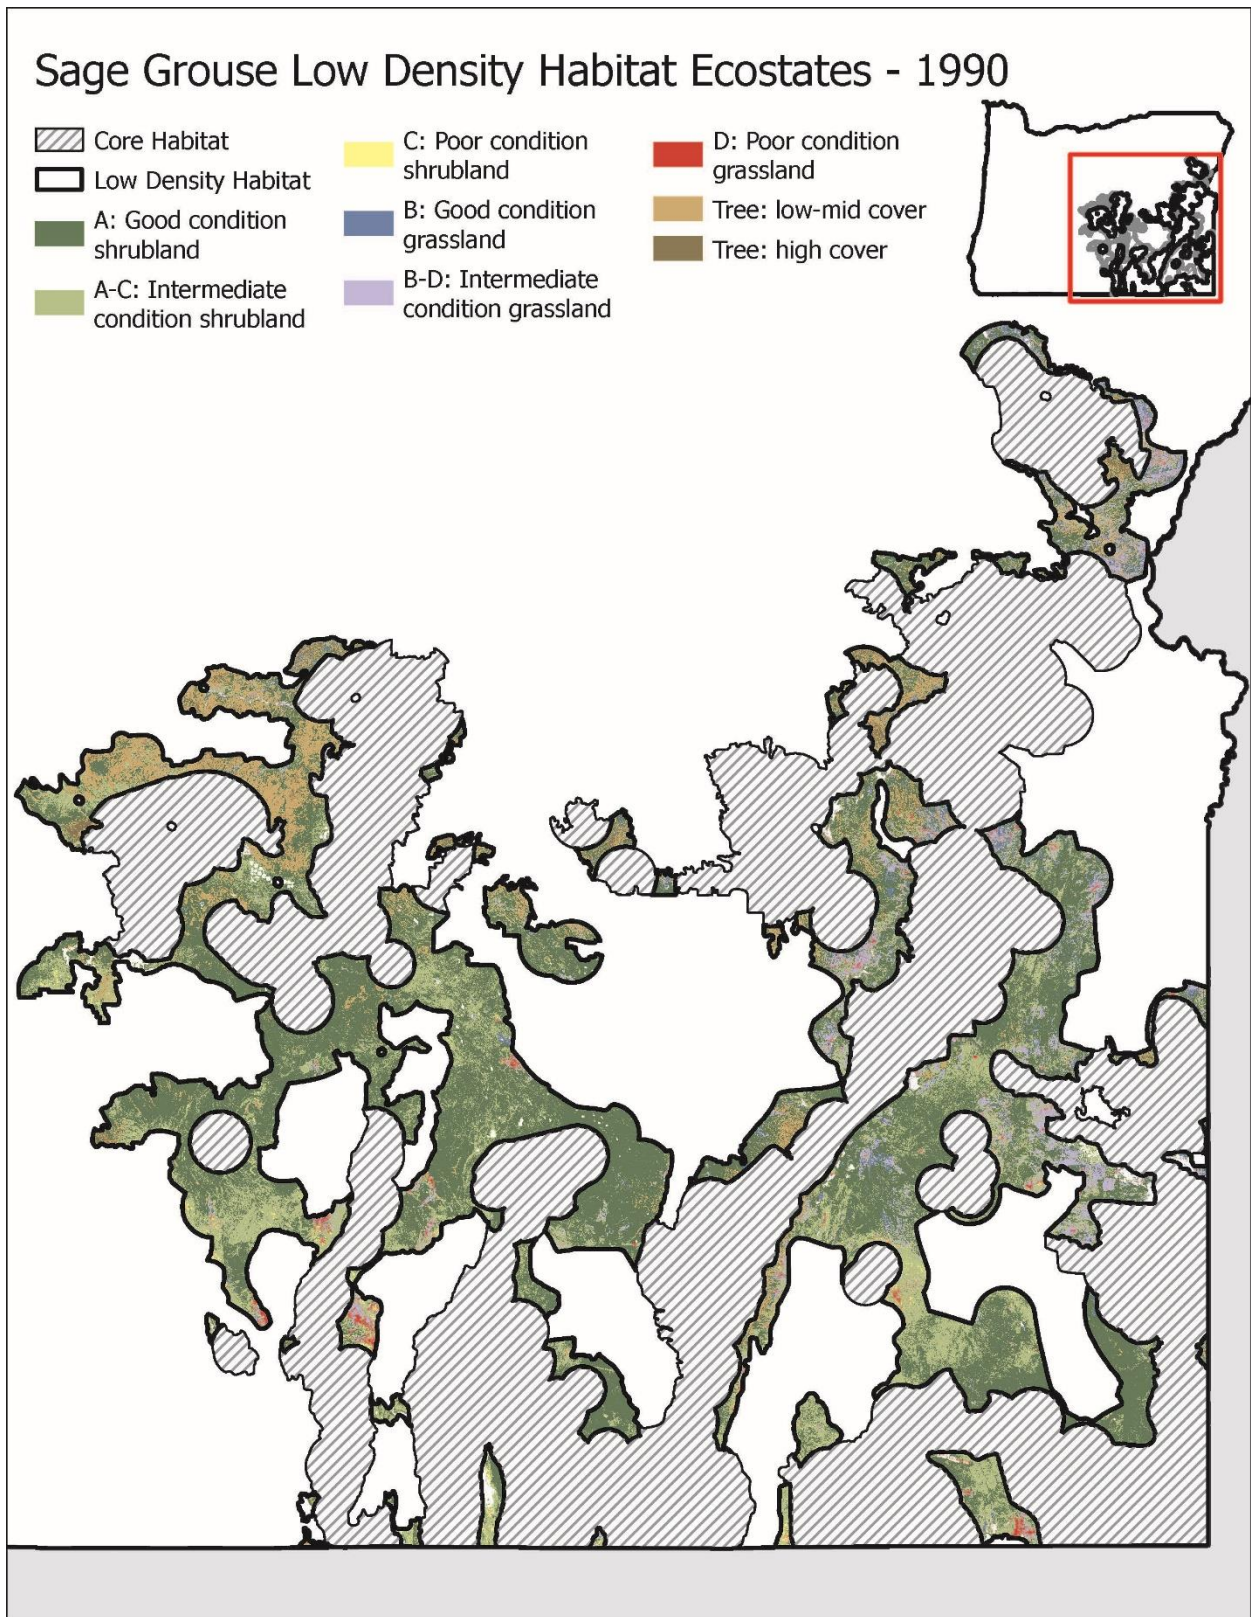 Sage Grouse Low Density Habitat Ecostates - 1990
Core Habitat
Low Density Habitat
A: Good condition
shrubland
A-C: Intermediate
condition shrubland
C: Poor condition
shrubland
B: Good condition
grassland
B-D: Intermediate
condition grassland
D: Poor condition
grassland
Tree: low-mid cover
Tree: high cover